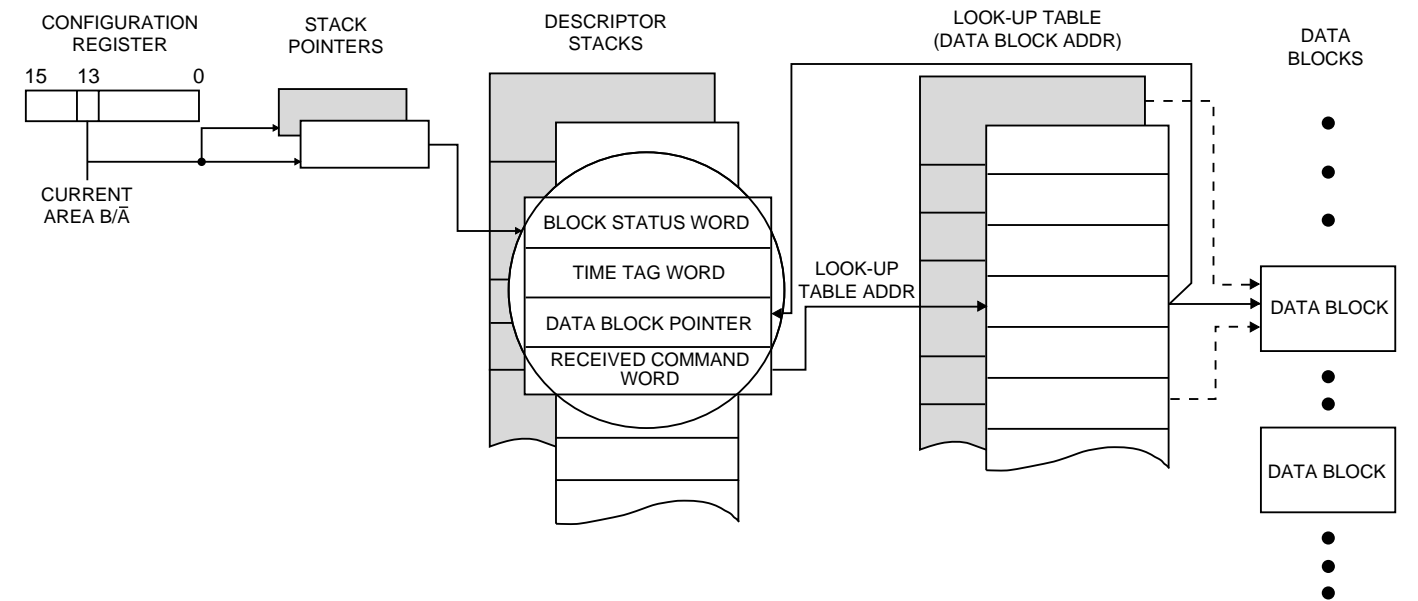 CONFIGURATION
REGISTER
15 13 0
CURRENT
AREA B/A̅
STACK
POINTERS
DESCRIPTOR
STACKS
BLOCK STATUS WORD
TIME TAG WORD
DATA BLOCK POINTER
RECEIVED COMMAND
WORD
LOOK-UP
TABLE ADDR
LOOK-UP TABLE
(DATA BLOCK ADDR)
DATA
BLOCKS
DATA BLOCK
DATA BLOCK